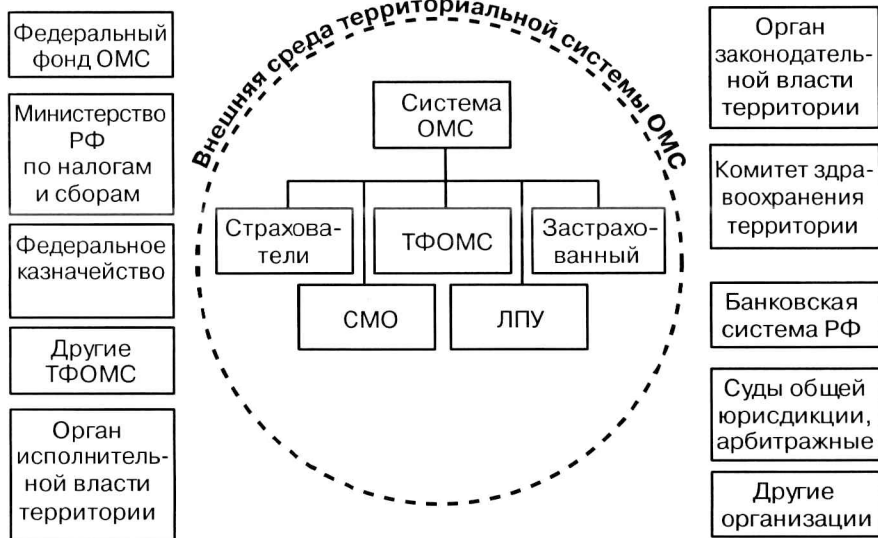 Федеральный
фонд ОМС
Министерство
РФ
по налогам
и сборам
Федеральное
казначейство
Другие
ТФОМС
Орган
исполнитель-
ной власти
территории
Внешняя среда территориальной системы ОМС
Система
ОМС
Страхова-
тели
ТФОМС
Застрахо-
ванный
СМО
ЛПУ
Орган
законодатель-
ной власти
территории
Комитет здра-
воохранения
территории
Банковская
система РФ
Суды общей
юрисдикции,
арбитражные
Другие
организации